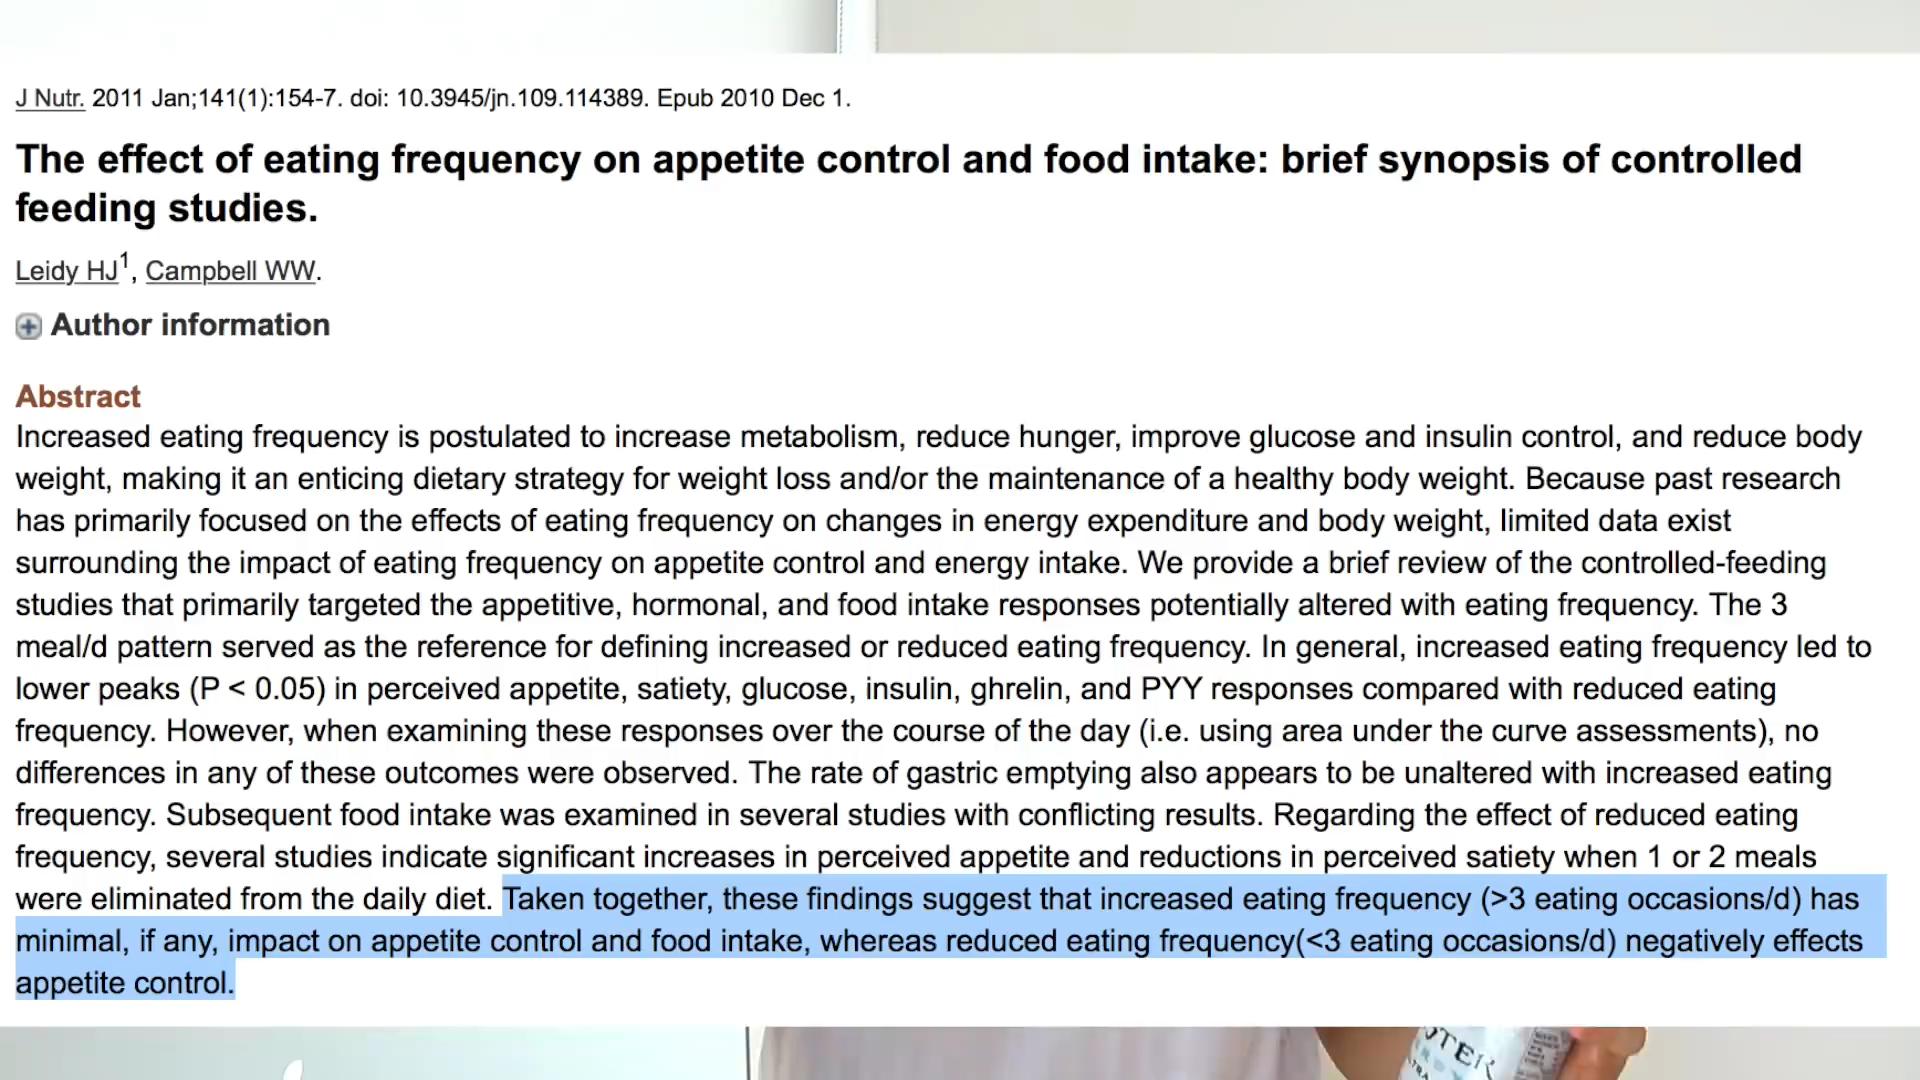 J Nutr. 2011 Jan;141(1):154-7. doi: 10.3945/jn.109.114389. Epub 2010 Dec 1.
The effect of eating frequency on appetite control and food intake: brief synopsis of controlled
feeding studies.
Leidy HJ1, Campbell WW.
Author information
Abstract
Increased eating frequency is postulated to increase metabolism, reduce hunger, improve glucose and insulin control, and reduce body
weight, making it an enticing dietary strategy for weight loss and/or the maintenance of a healthy body weight. Because past research
has primarily focused on the effects of eating frequency on changes in energy expenditure and body weight, limited data exist
surrounding the impact of eating frequency on appetite control and energy intake. We provide a brief review of the controlled-feeding
studies that primarily targeted the appetitive, hormonal, and food intake responses potentially altered with eating frequency. The 3
meal/d pattern served as the reference for defining increased or reduced eating frequency. In general, increased eating frequency led to
lower peaks (P < 0.05) in perceived appetite, satiety, glucose, insulin, ghrelin, and PYY responses compared with reduced eating
frequency. However, when examining these responses over the course of the day (i.e. using area under the curve assessments), no
differences in any of these outcomes were observed. The rate of gastric emptying also appears to be unaltered with increased eating
frequency. Subsequent food intake was examined in several studies with conflicting results. Regarding the effect of reduced eating
frequency, several studies indicate significant increases in perceived appetite and reductions in perceived satiety when 1 or 2 meals
were eliminated from the daily diet. Taken together, these findings suggest that increased eating frequency (>3 eating occasions/d) has
minimal, if any, impact on appetite control and food intake, whereas reduced eating frequency(<3 eating occasions/d) negatively effects
appetite control.